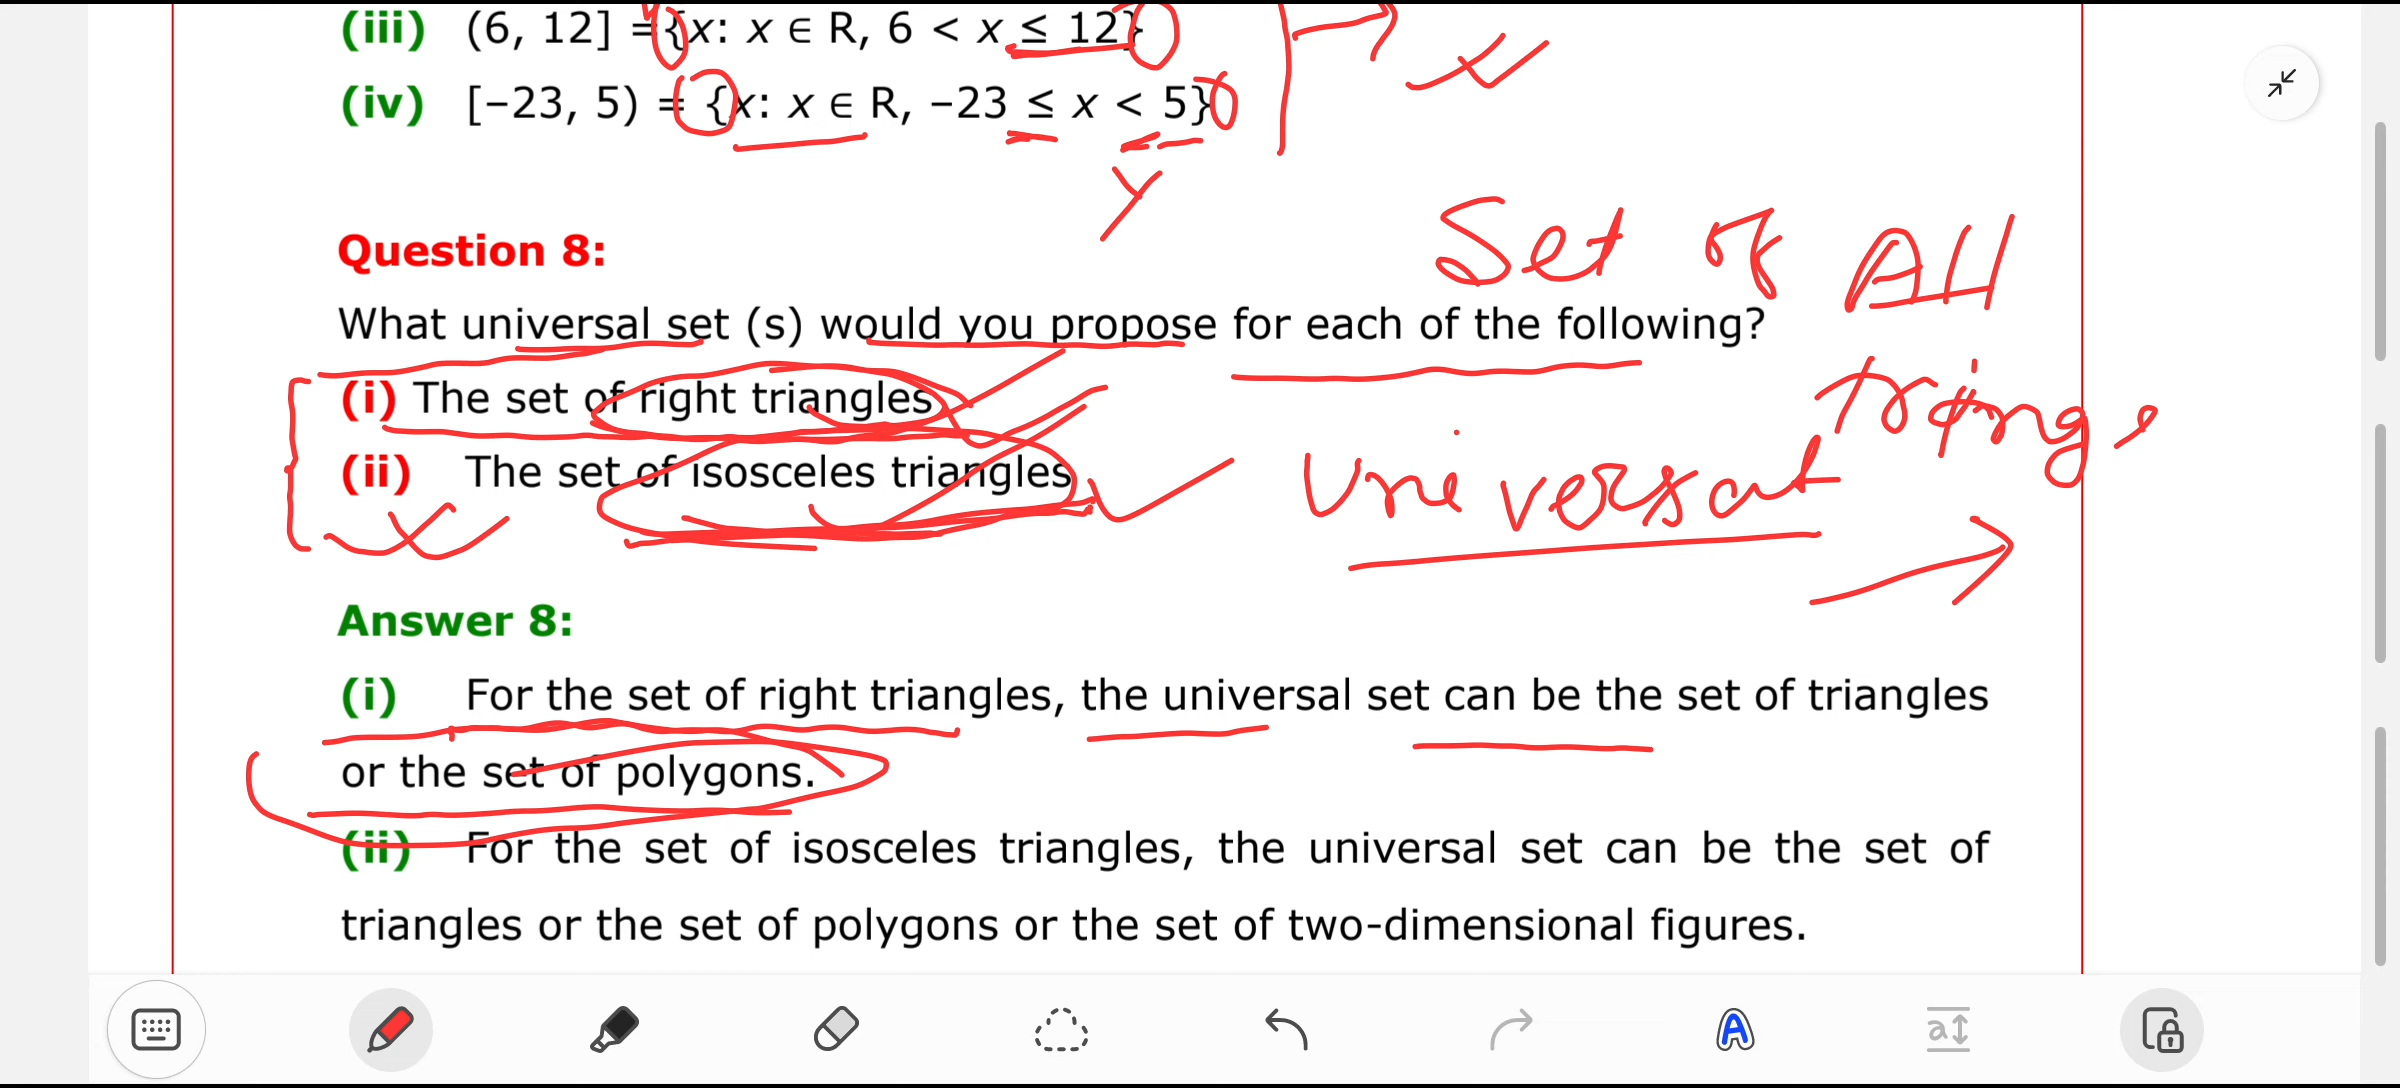 (iii) (6, 12] = {x: x ∈ R, 6 < x ≤ 12}
(iv) [−23, 5) = {x: x ∈ R, −23 ≤ x < 5}
Set of All
Question 8:
What universal set (s) would you propose for each of the following?
(i) The set of right triangles
(ii) The set of isosceles triangles
Universal
Answer 8:
(i) For the set of right triangles, the universal set can be the set of triangles
or the set of polygons.
(ii) For the set of isosceles triangles, the universal set can be the set of
triangles or the set of polygons or the set of two-dimensional figures.
A
a